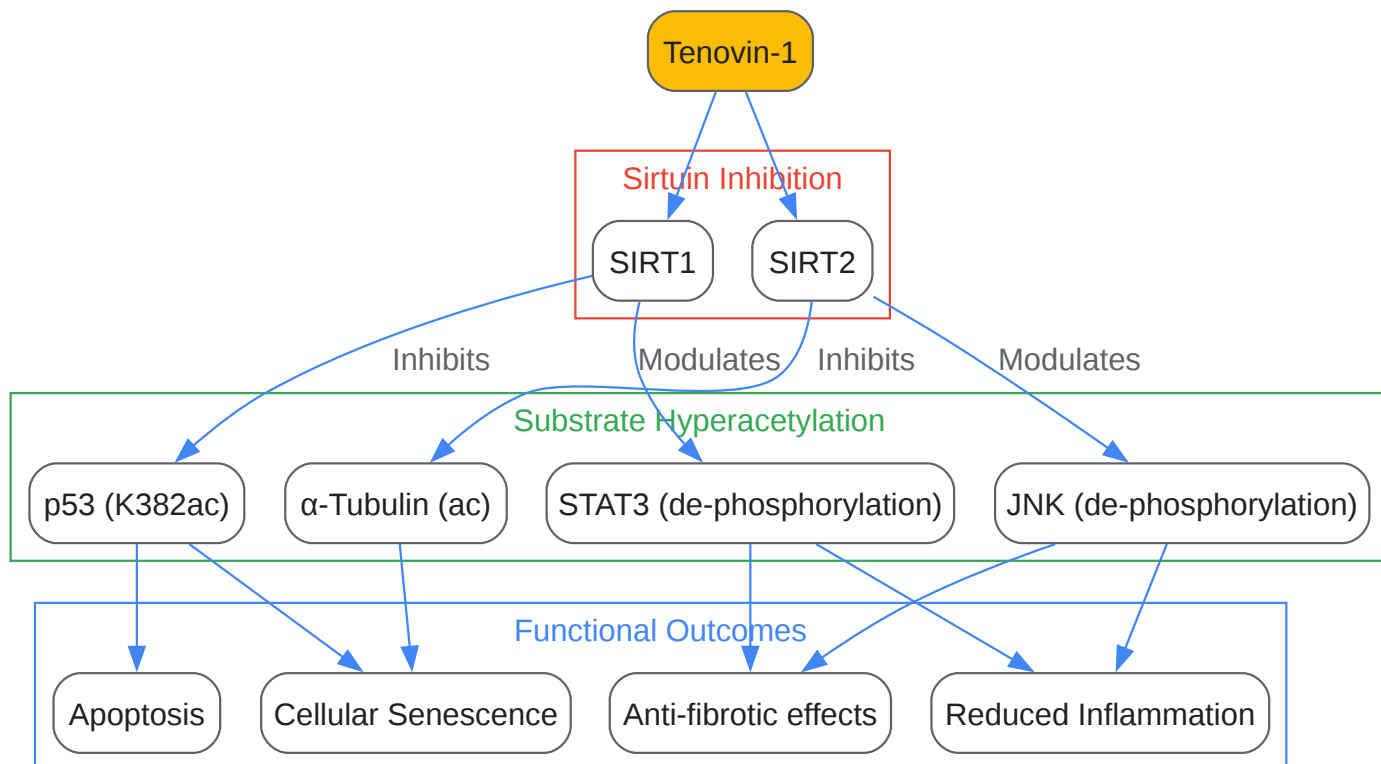 Tenovin-1
Sirtuin Inhibition
SIRT1
SIRT2
Inhibits
Modulates
Inhibits
Modulates
Substrate Hyperacetylation
p53 (K382ac)
α-Tubulin (ac)
STAT3 (de-phosphorylation)
JNK (de-phosphorylation)
Functional Outcomes
Apoptosis
Cellular Senescence
Anti-fibrotic effects
Reduced Inflammation